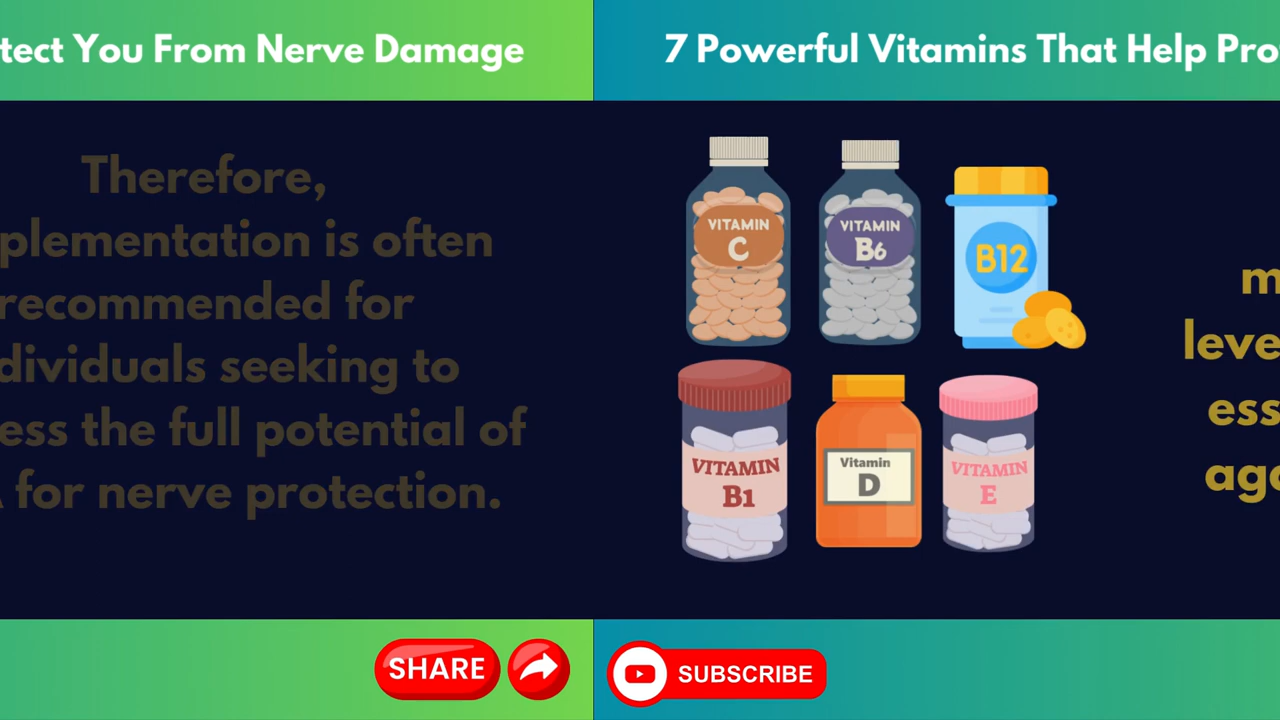 tect You From Nerve Damage
Therefore,
plementation is often
recommended for
dividuals seeking to
ess the full potential of
for nerve protection.
SHARE
7 Powerful Vitamins That Help Pro
VITAMIN
C
VITAMIN
B6
B12
VITAMIN
B1
Vitamin
D
VITAMIN
E
m
leve
ess
aga
SUBSCRIBE